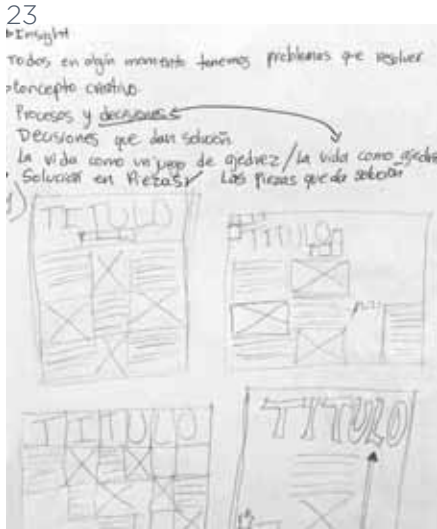 23
Insight
Todos en algún momento tenemos problemas que resolver
Concepto creativo.
Procesos y decisiones
Decisiones que dan solución
La vida como un juego de ajedrez / La vida como ajedrez
Solución en Piezas Las piezas que dan solución
1)
TITULO
TITULO
TITULO
TITULO